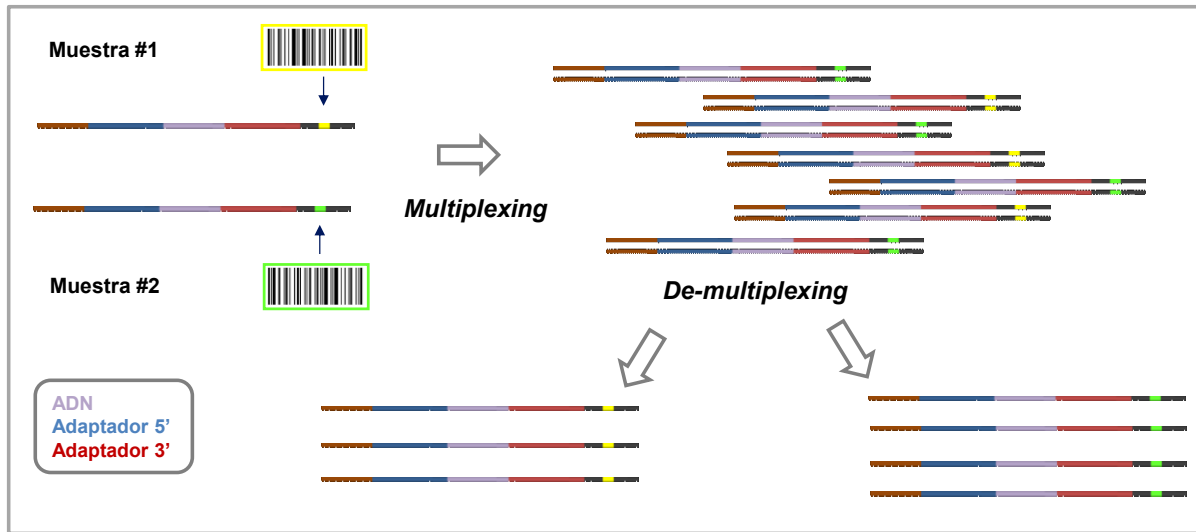 Muestra #1
Multiplexing
Muestra #2
De-multiplexing
ADN
Adaptador 5’
Adaptador 3’